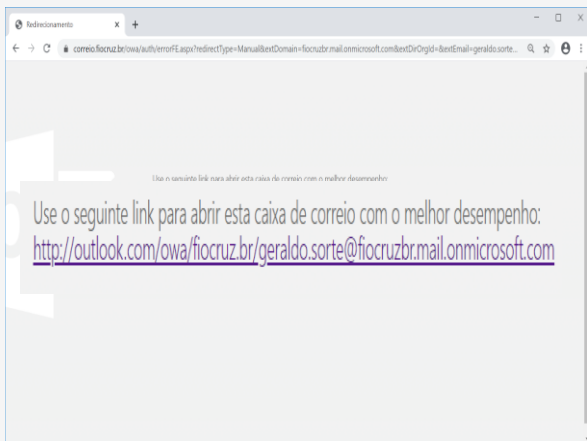 Redirecionamento
correio.fiocruz.br/owa/auth/errorFE.aspx?redirectType=Manual&extDomain=fiocruzbr.mail.onmicrosoft.com&extDirOrgId=&extEmail=geraldo.sorte...
Use o seguinte link para abrir esta caixa de correio com o melhor desempenho:
Use o seguinte link para abrir esta caixa de correio com o melhor desempenho:
http://outlook.com/owa/fiocruz.br/geraldo.sorte@fiocruzbr.mail.onmicrosoft.com